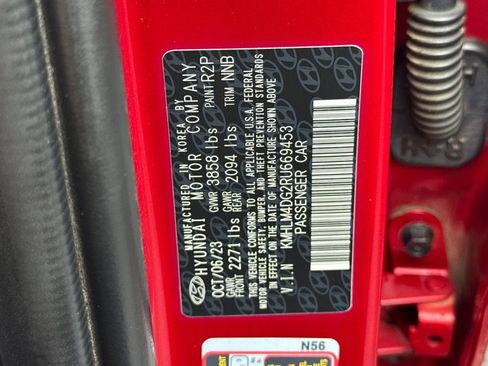 MANUFACTURED IN KOREA BY
HYUNDAI MOTOR COMPANY
OCT/06/23 GVWR 3858 lbs PAINT R2P
GAWR FRONT 2271 lbs GAWR REAR 2094 lbs TRIM NNB
THIS VEHICLE CONFORMS TO ALL APPLICABLE U.S.A. FEDERAL
MOTOR VEHICLE SAFETY, BUMPER, AND THEFT PREVENTION STANDARDS
IN EFFECT ON THE DATE OF MANUFACTURE SHOWN ABOVE
V.I.N KMHLM4DG2RU669453
PASSENGER CAR
N56